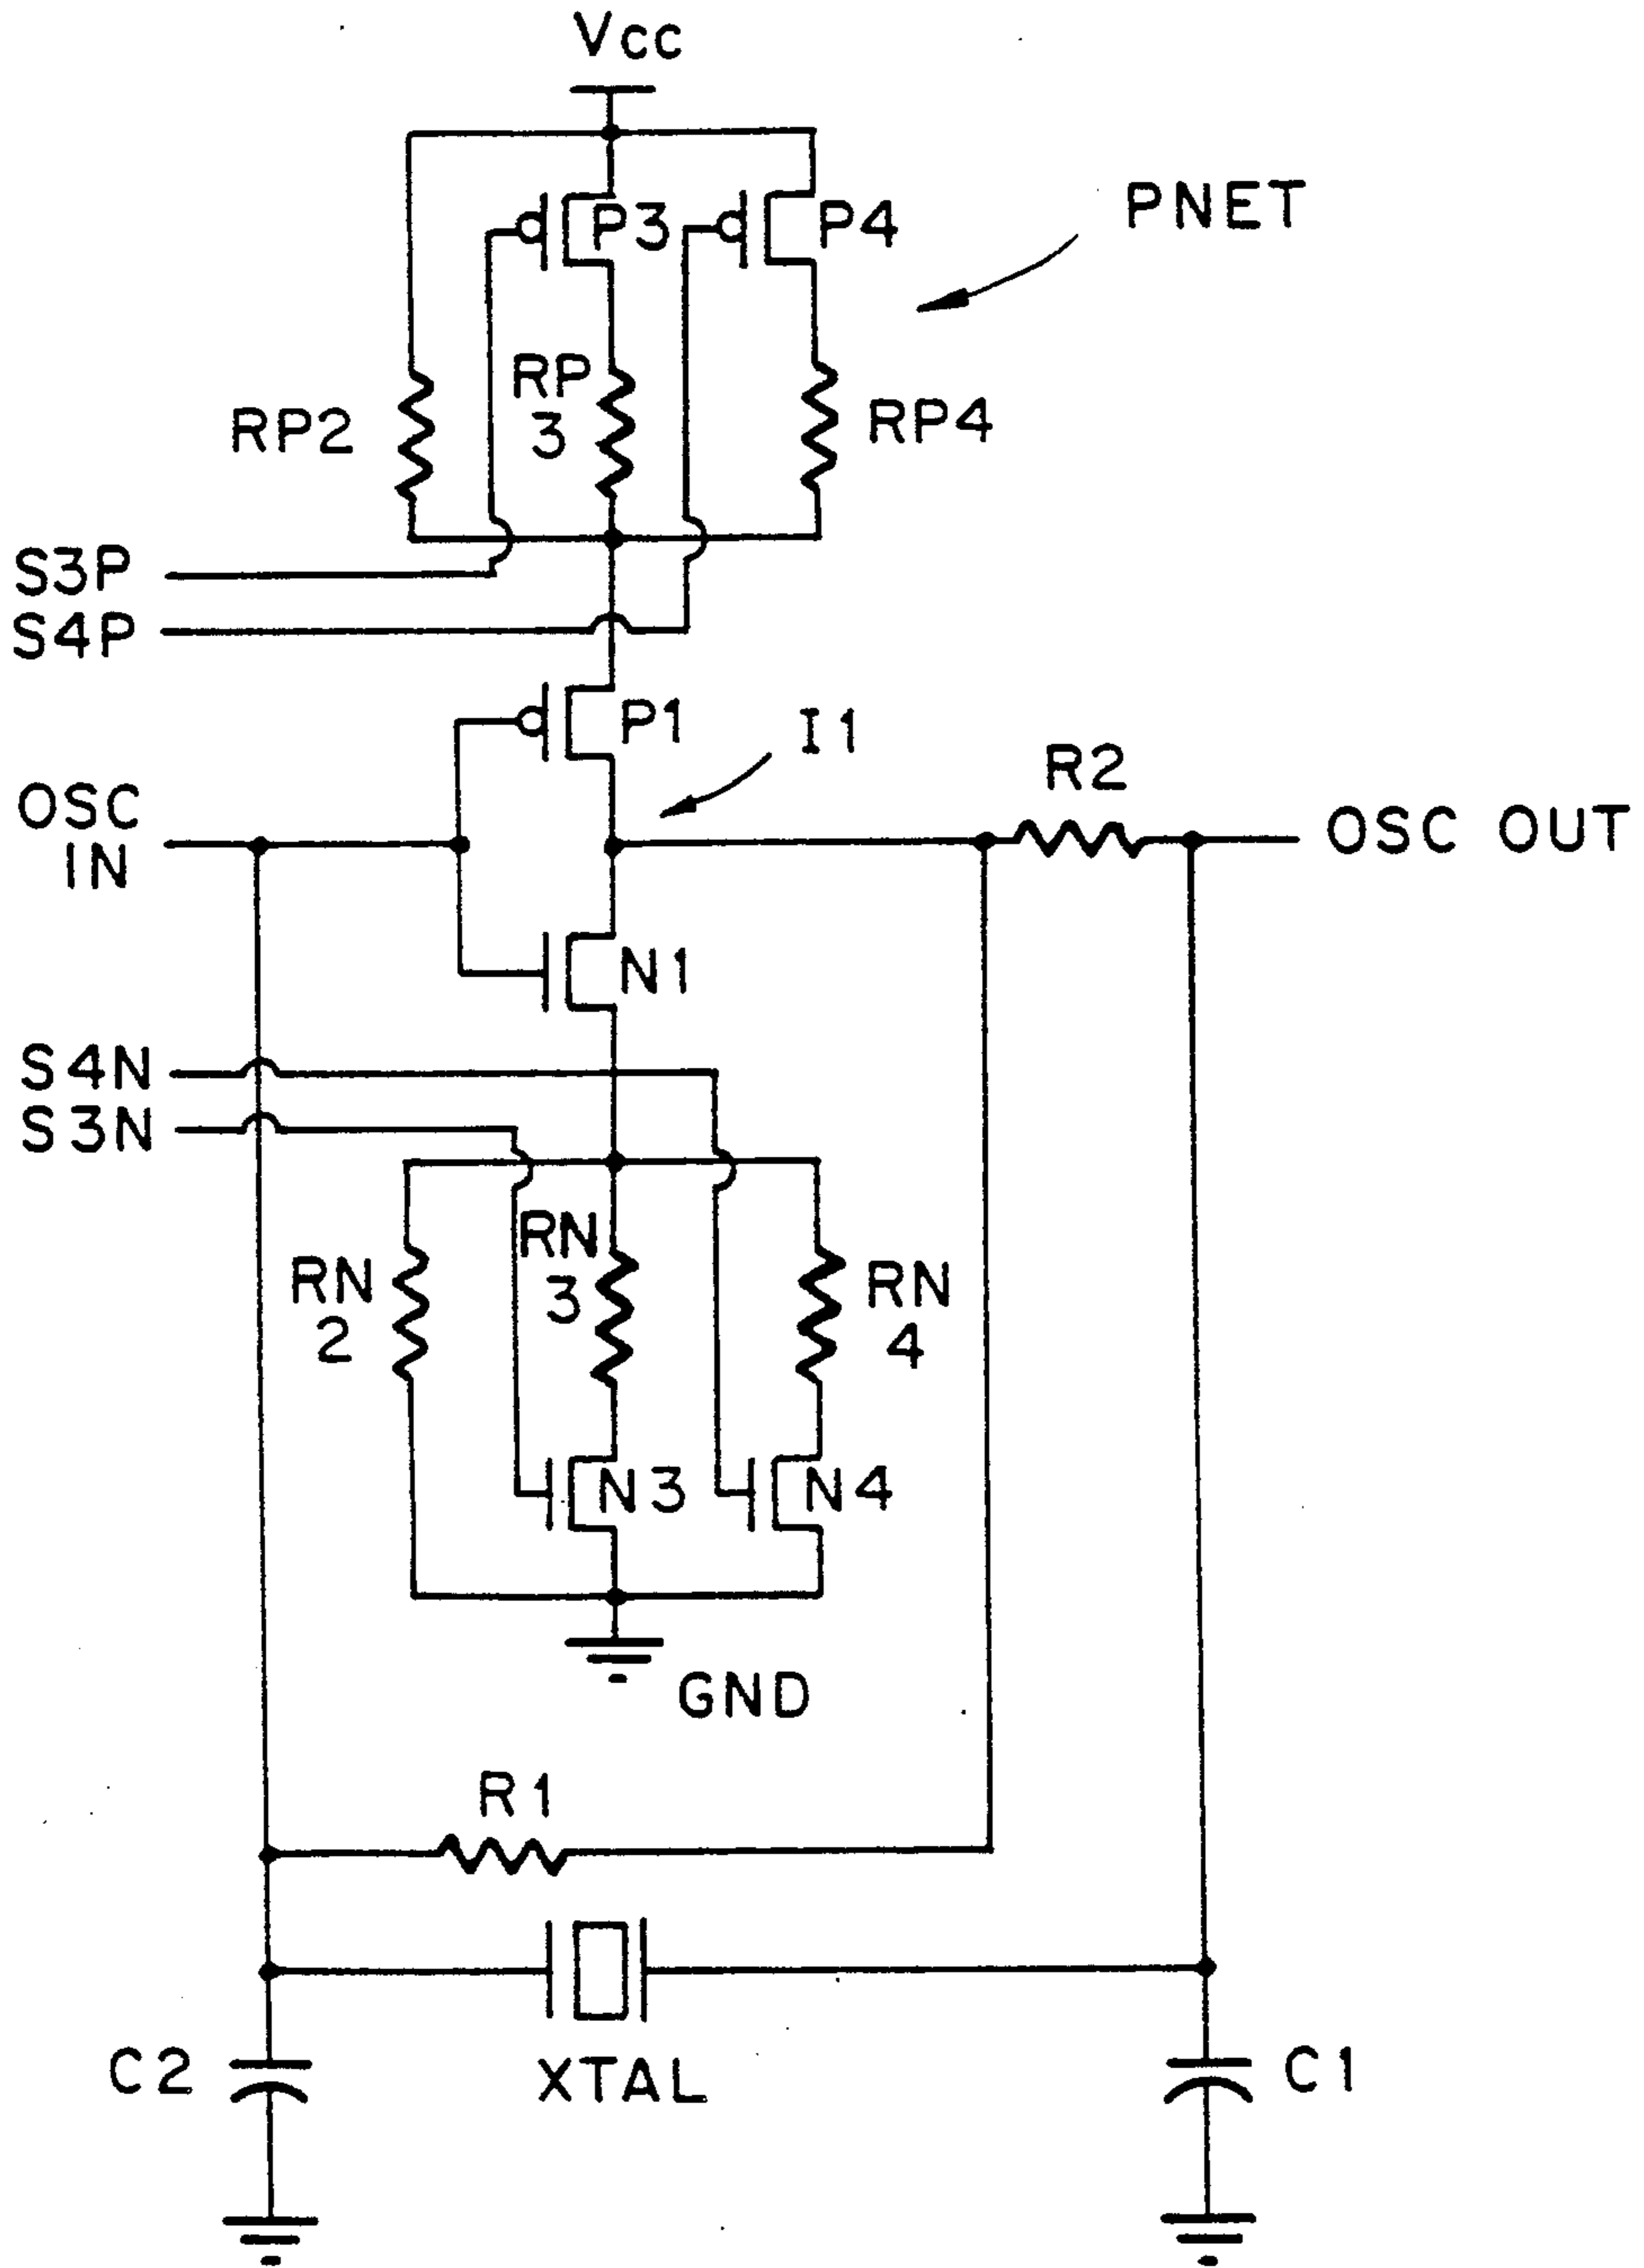 Vcc
P3
P4
PNET
RP
3
RP2
RP4
S3P
S4P
P1
I1
R2
OSC
IN
OSC OUT
N1
S4N
S3N
RN
3
RN
2
RN
4
N3
N4
GND
R1
C2
XTAL
C1